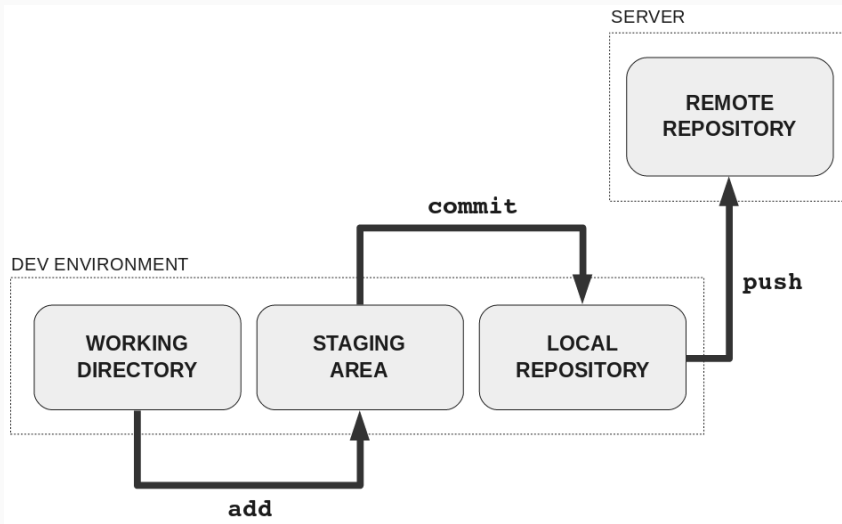 SERVER
REMOTE
REPOSITORY
commit
DEV ENVIRONMENT
push
WORKING
DIRECTORY
STAGING
AREA
LOCAL
REPOSITORY
add